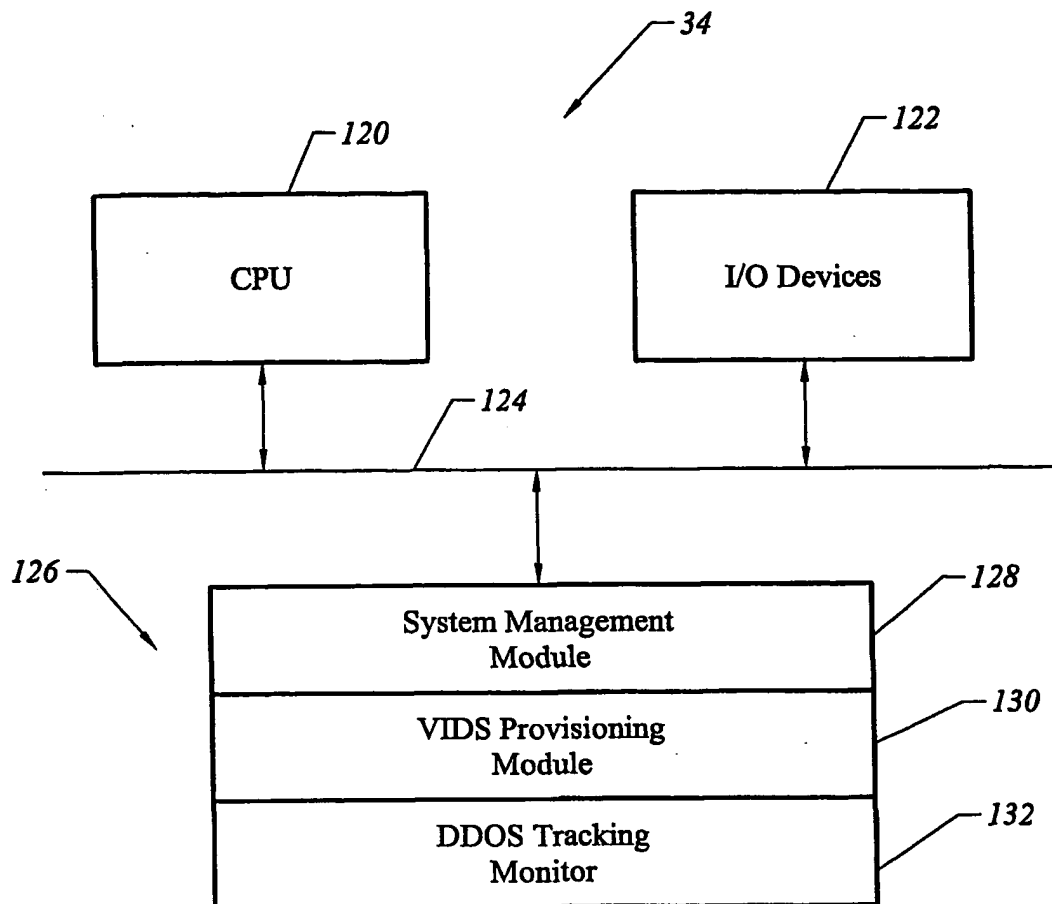 34
120
122
CPU
I/O Devices
124
126
128
System Management
Module
130
VIDS Provisioning
Module
132
DDOS Tracking
Monitor